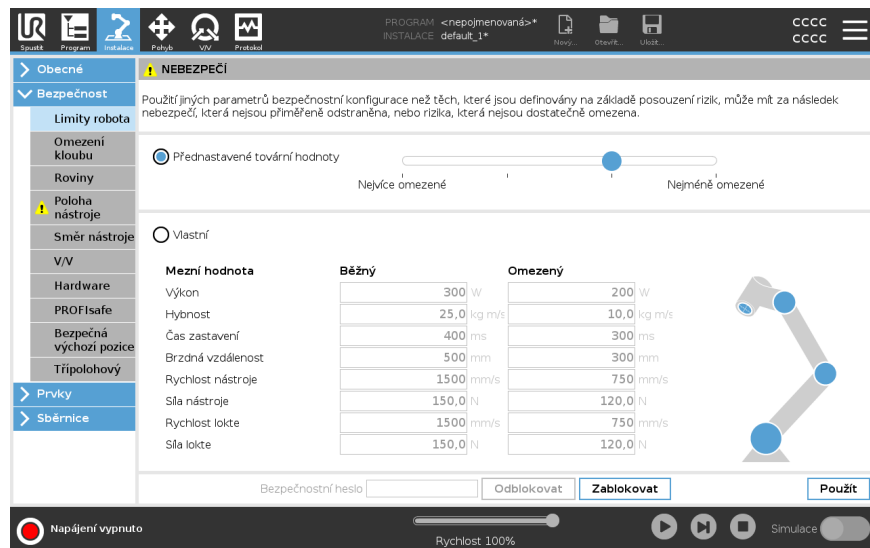 PROGRAM <nepojmenovaná>*
INSTALACE default_1*
Spustit Program Instalace Pohyb V/V Protokol Nový... Otevřít... Uložit...
cccc
cccc
Obecné
Bezpečnost
Limity robota
Omezení
kloubu
Roviny
Poloha
nástroje
Směr nástroje
V/V
Hardware
PROFIsafe
Bezpečná
výchozí pozice
Třípolohový
Prvky
Sběrnice
NEBEZPEČÍ
Použití jiných parametrů bezpečnostní konfigurace než těch, které jsou definovány na základě posouzení rizik, může mít za následek
nebezpečí, která nejsou přiměřeně odstraněna, nebo rizika, která nejsou dostatečně omezena.
Přednastavené tovární hodnoty
Nejvíce omezené Nejméně omezené
Vlastní
Mezní hodnota Běžný Omezený
Výkon 300 W 200 W
Hybnost 25,0 kg m/s 10,0 kg m/s
Čas zastavení 400 ms 300 ms
Brzdná vzdálenost 500 mm 300 mm
Rychlost nástroje 1500 mm/s 750 mm/s
Síla nástroje 150,0 N 120,0 N
Rychlost lokte 1500 mm/s 750 mm/s
Síla lokte 150,0 N 120,0 N
Bezpečnostní heslo Odblokovat Zablokovat Použít
Napájení vypnuto
Rychlost 100%
Simulace